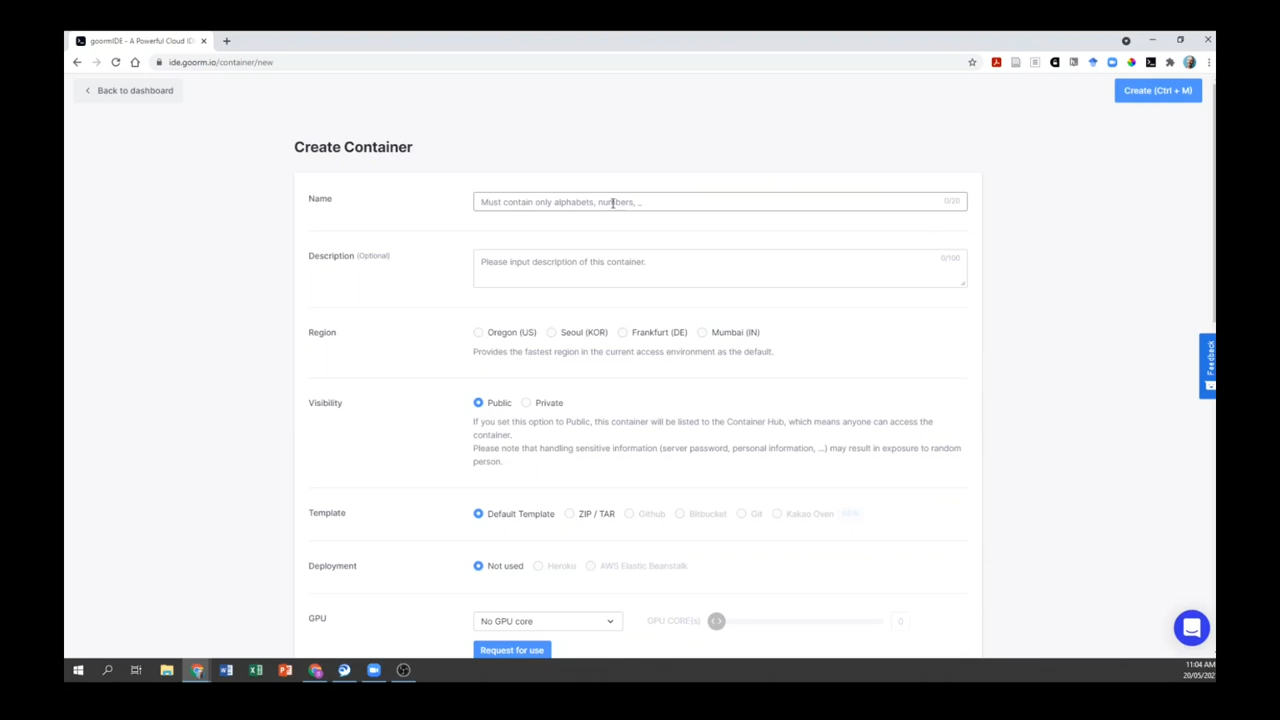 goormIDE - A Powerful Cloud ID
ide.goorm.io/container/new
Back to dashboard
Create (Ctrl + M)
Create Container
Name
Must contain only alphabets, numbers, _
0/20
Description (Optional)
Please input description of this container.
0/100
Region
Oregon (US) Seoul (KOR) Frankfurt (DE) Mumbai (IN)
Provides the fastest region in the current access environment as the default.
Feedback
Visibility
Public Private
If you set this option to Public, this container will be listed to the Container Hub, which means anyone can access the
container.
Please note that handling sensitive information (server password, personal information, ...) may result in exposure to random
person.
Template
Default Template ZIP / TAR Github Bitbucket Git Kakao Oven
Deployment
Not used Heroku AWS Elastic Beanstalk
GPU
No GPU core
GPU CORE(s)
0
Request for use
11:04 AM
20/05/202